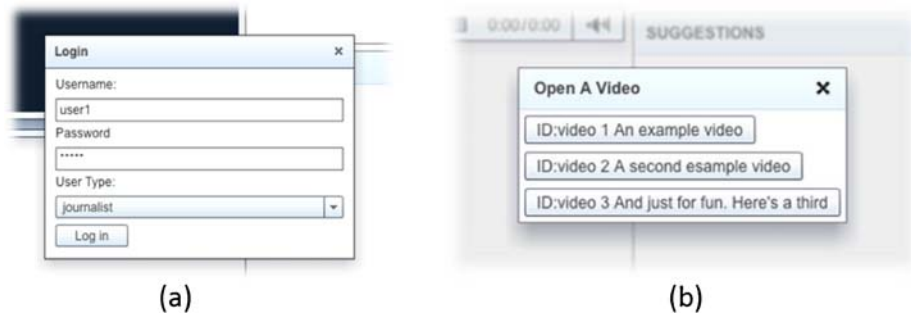 Login
×
Username:
user1
Password
*****
User Type:
journalist
Log in
(a)
0:00/0:00
SUGGESTIONS
Open A Video
×
ID:video 1 An example video
ID:video 2 A second esample video
ID:video 3 And just for fun. Here's a third
(b)